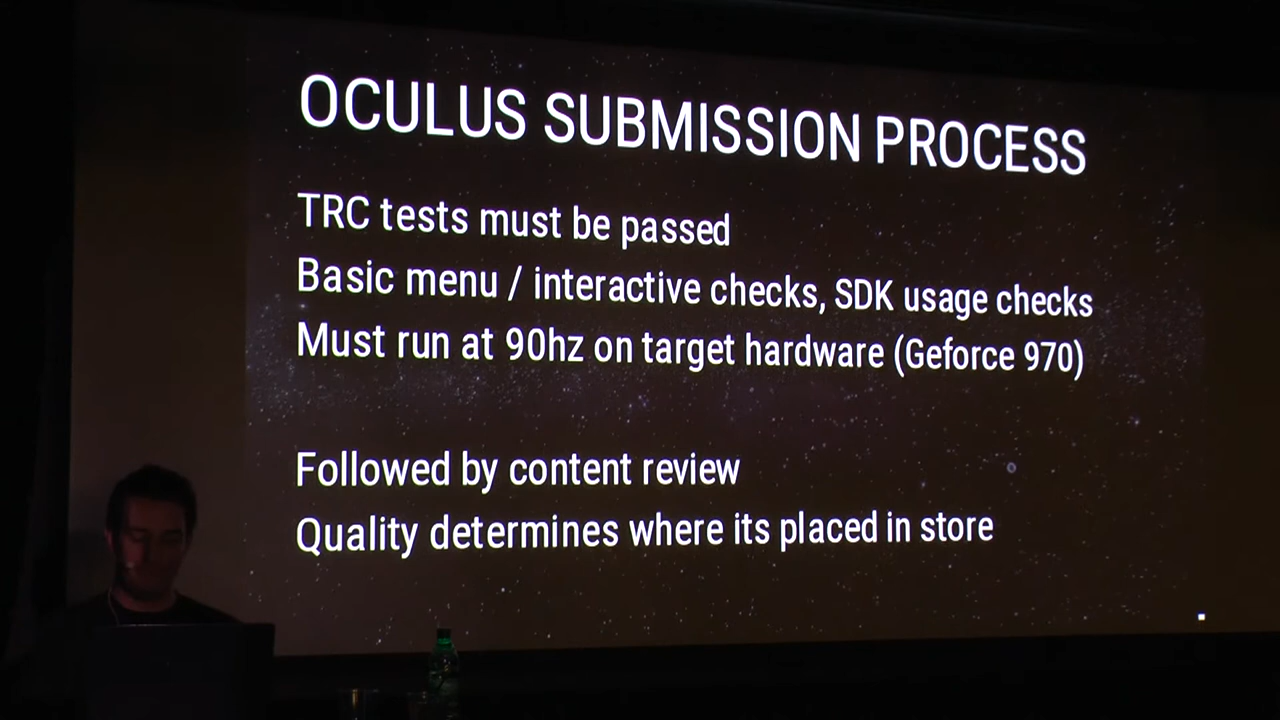 OCULUS SUBMISSION PROCESS
TRC tests must be passed
Basic menu / interactive checks, SDK usage checks
Must run at 90hz on target hardware (Geforce 970)
Followed by content review
Quality determines where its placed in store